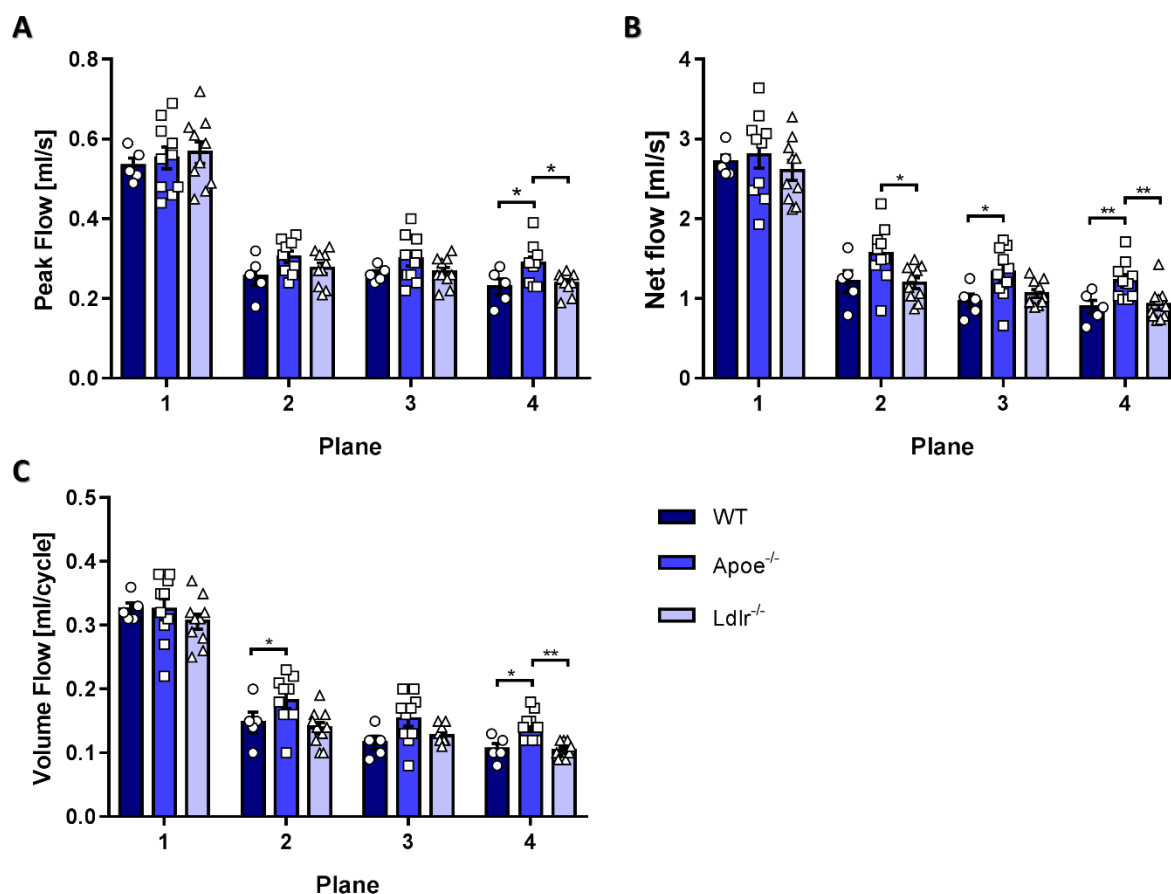 A
Peak Flow [ml/s]
0.8
0.6
0.4
0.2
0.0
*
*
1 2 3 4
Plane
B
Net flow [ml/s]
4
3
2
1
0
*
*
**
**
1 2 3 4
Plane
C
Volume Flow [ml/cycle]
0.5
0.4
0.3
0.2
0.1
0.0
*
*
**
1 2 3 4
Plane
WT
Apoe-/-
Ldlr-/-